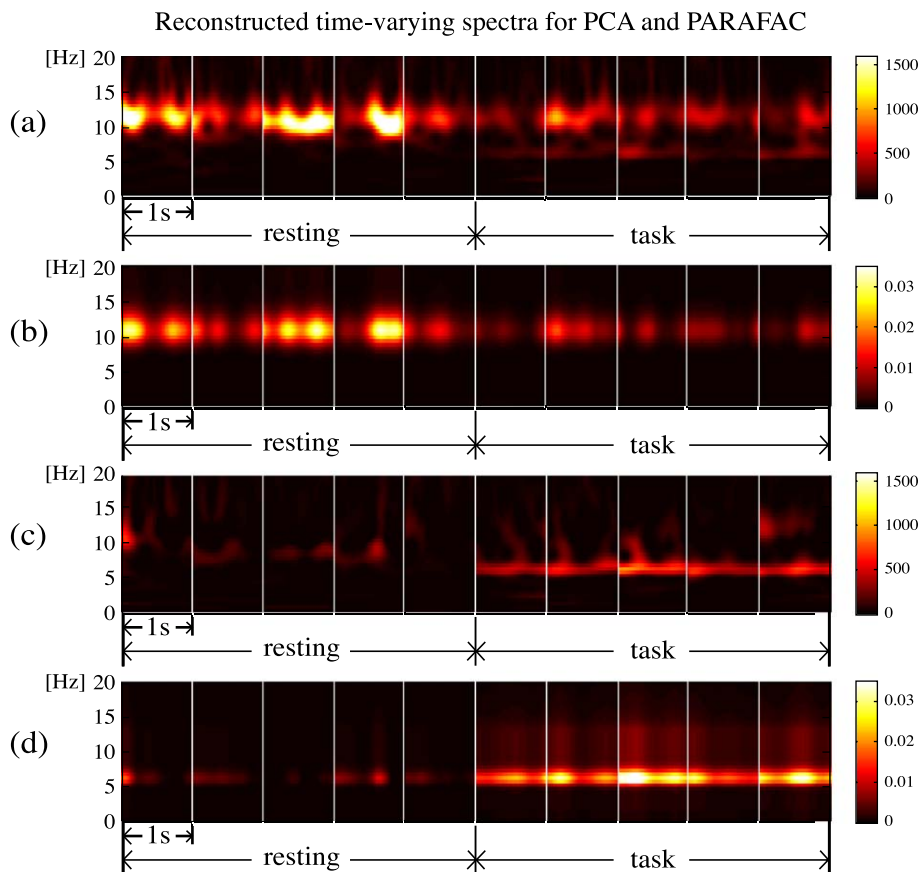 Reconstructed time-varying spectra for PCA and PARAFAC
[Hz] 20
15
10
5
0
(a)
1500
1000
500
0
1s
resting task
[Hz] 20
15
10
5
0
(b)
0.03
0.02
0.01
0
1s
resting task
[Hz] 20
15
10
5
0
(c)
1500
1000
500
0
1s
resting task
[Hz] 20
15
10
5
0
(d)
0.03
0.02
0.01
0
1s
resting task